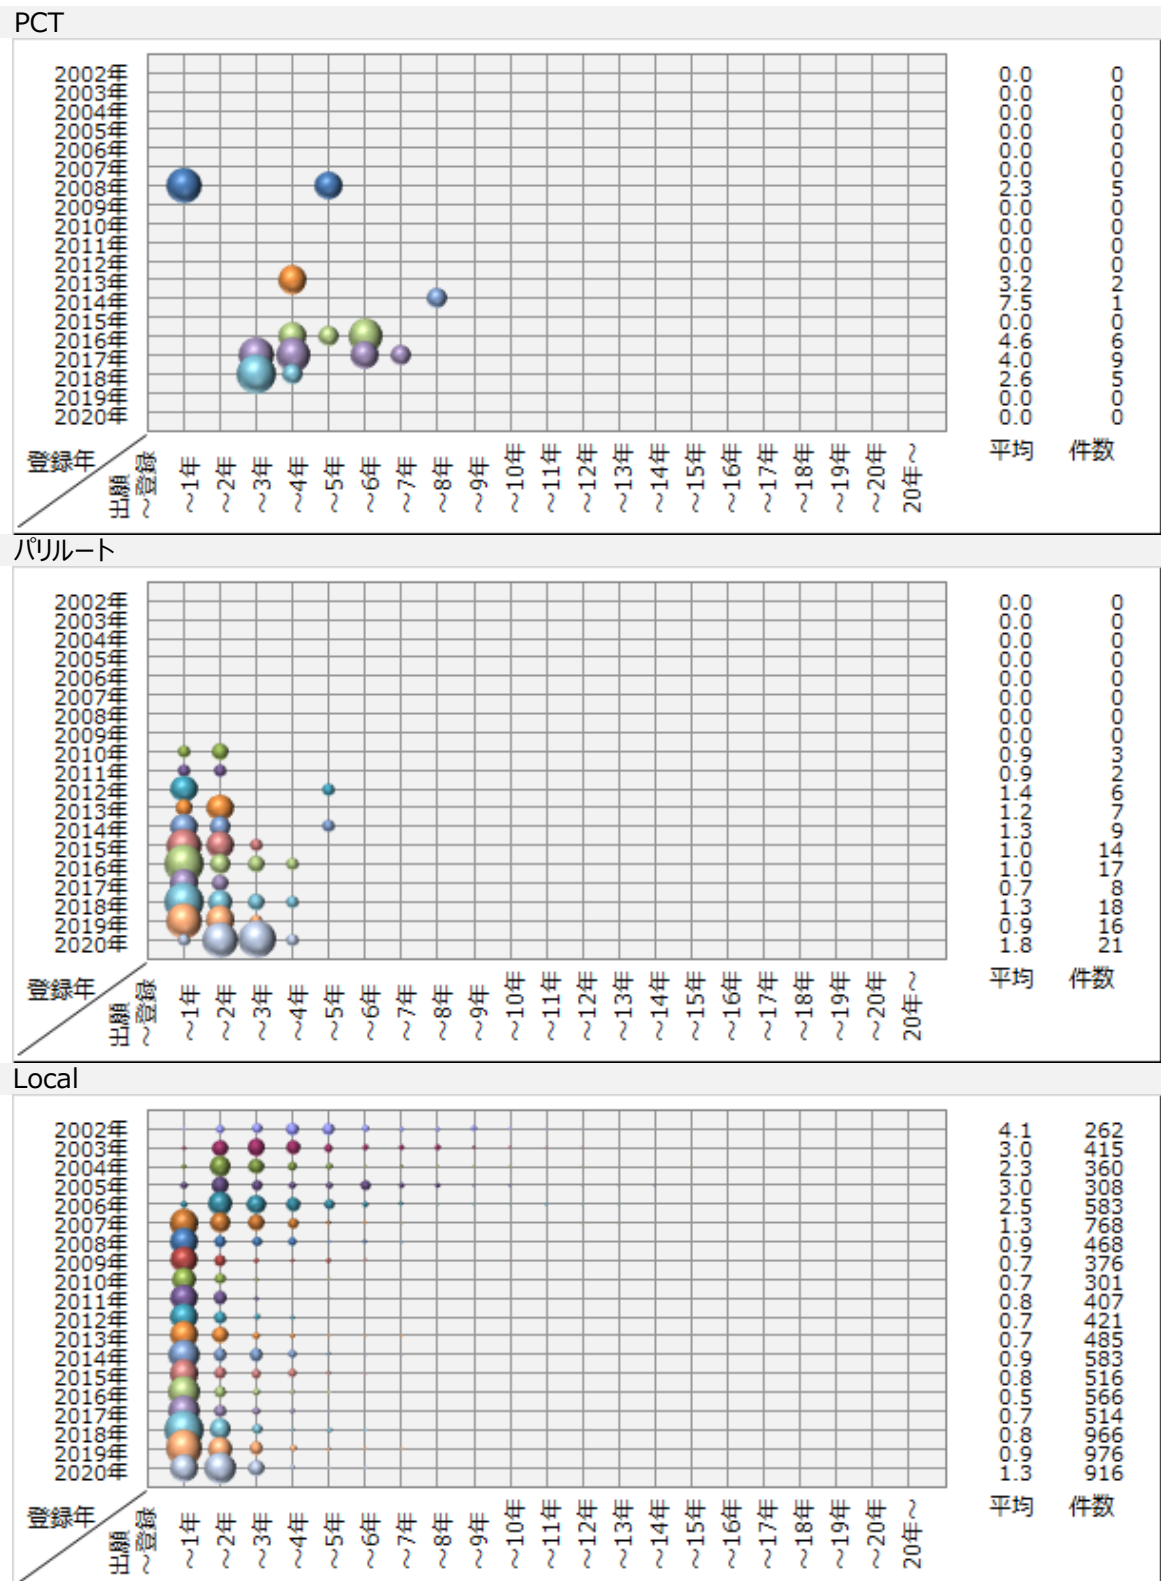 PCT
2002年 0.0 0
2003年 0.0 0
2004年 0.0 0
2005年 0.0 0
2006年 0.0 0
2007年 0.0 0
2008年 2.3 5
2009年 0.0 0
2010年 0.0 0
2011年 0.0 0
2012年 0.0 0
2013年 3.2 2
2014年 7.5 1
2015年 0.0 0
2016年 4.6 6
2017年 4.0 9
2018年 2.6 5
2019年 0.0 0
2020年 0.0 0
登録年 出願～登録 ～1年 ～2年 ～3年 ～4年 ～5年 ～6年 ～7年 ～8年 ～9年 ～10年 ～11年 ～12年 ～13年 ～14年 ～15年 ～16年 ～17年 ～18年 ～19年 ～20年 20年～ 平均 件数
パリルート
2002年 0.0 0
2003年 0.0 0
2004年 0.0 0
2005年 0.0 0
2006年 0.0 0
2007年 0.0 0
2008年 0.0 0
2009年 0.0 0
2010年 0.9 3
2011年 0.9 2
2012年 1.4 6
2013年 1.2 7
2014年 1.3 9
2015年 1.0 14
2016年 1.0 17
2017年 0.7 8
2018年 1.3 18
2019年 0.9 16
2020年 1.8 21
登録年 出願～登録 ～1年 ～2年 ～3年 ～4年 ～5年 ～6年 ～7年 ～8年 ～9年 ～10年 ～11年 ～12年 ～13年 ～14年 ～15年 ～16年 ～17年 ～18年 ～19年 ～20年 20年～ 平均 件数
Local
2002年 4.1 262
2003年 3.0 415
2004年 2.3 360
2005年 3.0 308
2006年 2.5 583
2007年 1.3 768
2008年 0.9 468
2009年 0.7 376
2010年 0.7 301
2011年 0.8 407
2012年 0.7 421
2013年 0.7 485
2014年 0.9 583
2015年 0.8 516
2016年 0.5 566
2017年 0.7 514
2018年 0.8 966
2019年 0.9 976
2020年 1.3 916
登録年 出願～登録 ～1年 ～2年 ～3年 ～4年 ～5年 ～6年 ～7年 ～8年 ～9年 ～10年 ～11年 ～12年 ～13年 ～14年 ～15年 ～16年 ～17年 ～18年 ～19年 ～20年 20年～ 平均 件数